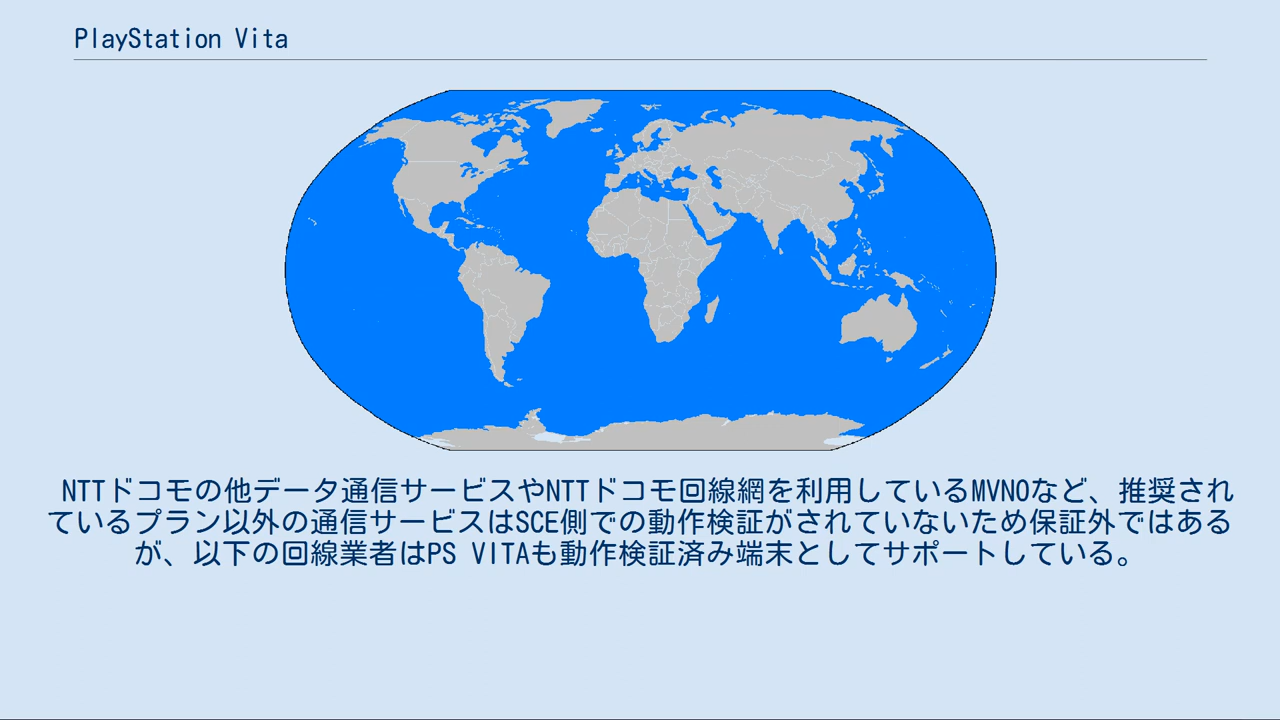 PlayStation Vita
NTTドコモの他データ通信サービスやNTTドコモ回線網を利用しているMVNOなど、推奨され
ているプラン以外の通信サービスはSCE側での動作検証がされていないため保証外ではある
が、以下の回線業者はPS VITAも動作検証済み端末としてサポートしている。